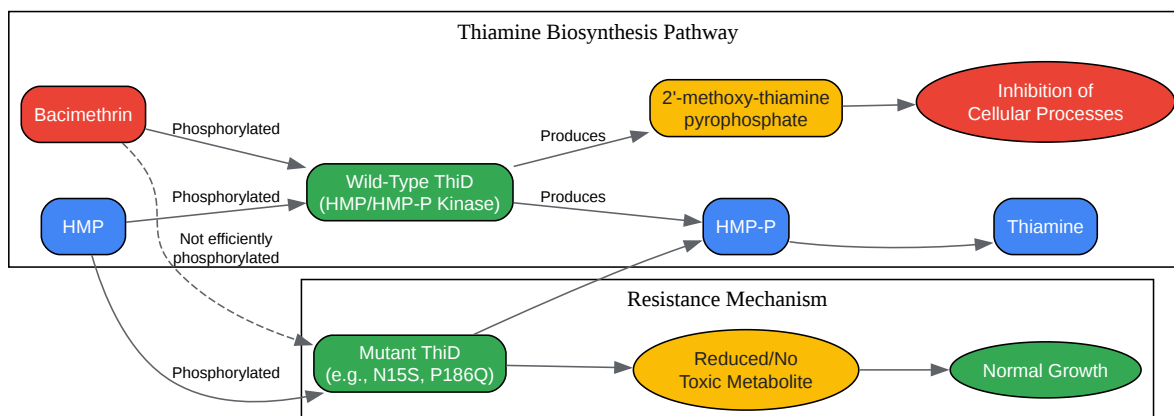 Thiamine Biosynthesis Pathway
Bacimethrin
Phosphorylated
Wild-Type ThiD
(HMP/HMP-P Kinase)
Produces
2'-methoxy-thiamine
pyrophosphate
Inhibition of
Cellular Processes
HMP
Phosphorylated
Produces
HMP-P
Thiamine
Not efficiently
phosphorylated
Resistance Mechanism
Phosphorylated
Mutant ThiD
(e.g., N15S, P186Q)
Reduced/No
Toxic Metabolite
Normal Growth